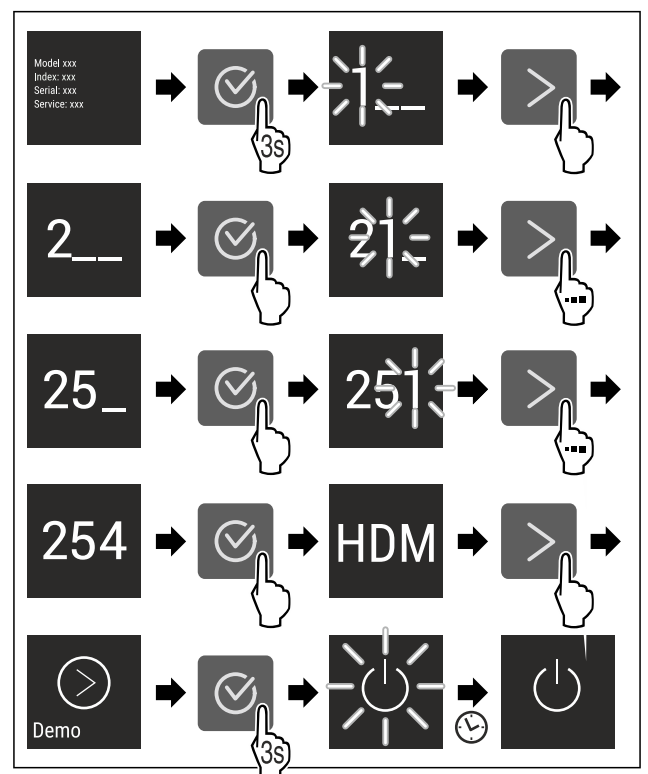 Model xxx
Index: xxx
Serial: xxx
Service: xxx
3s
1__
2__
21_
25_
251
254
HDM
Demo
3s